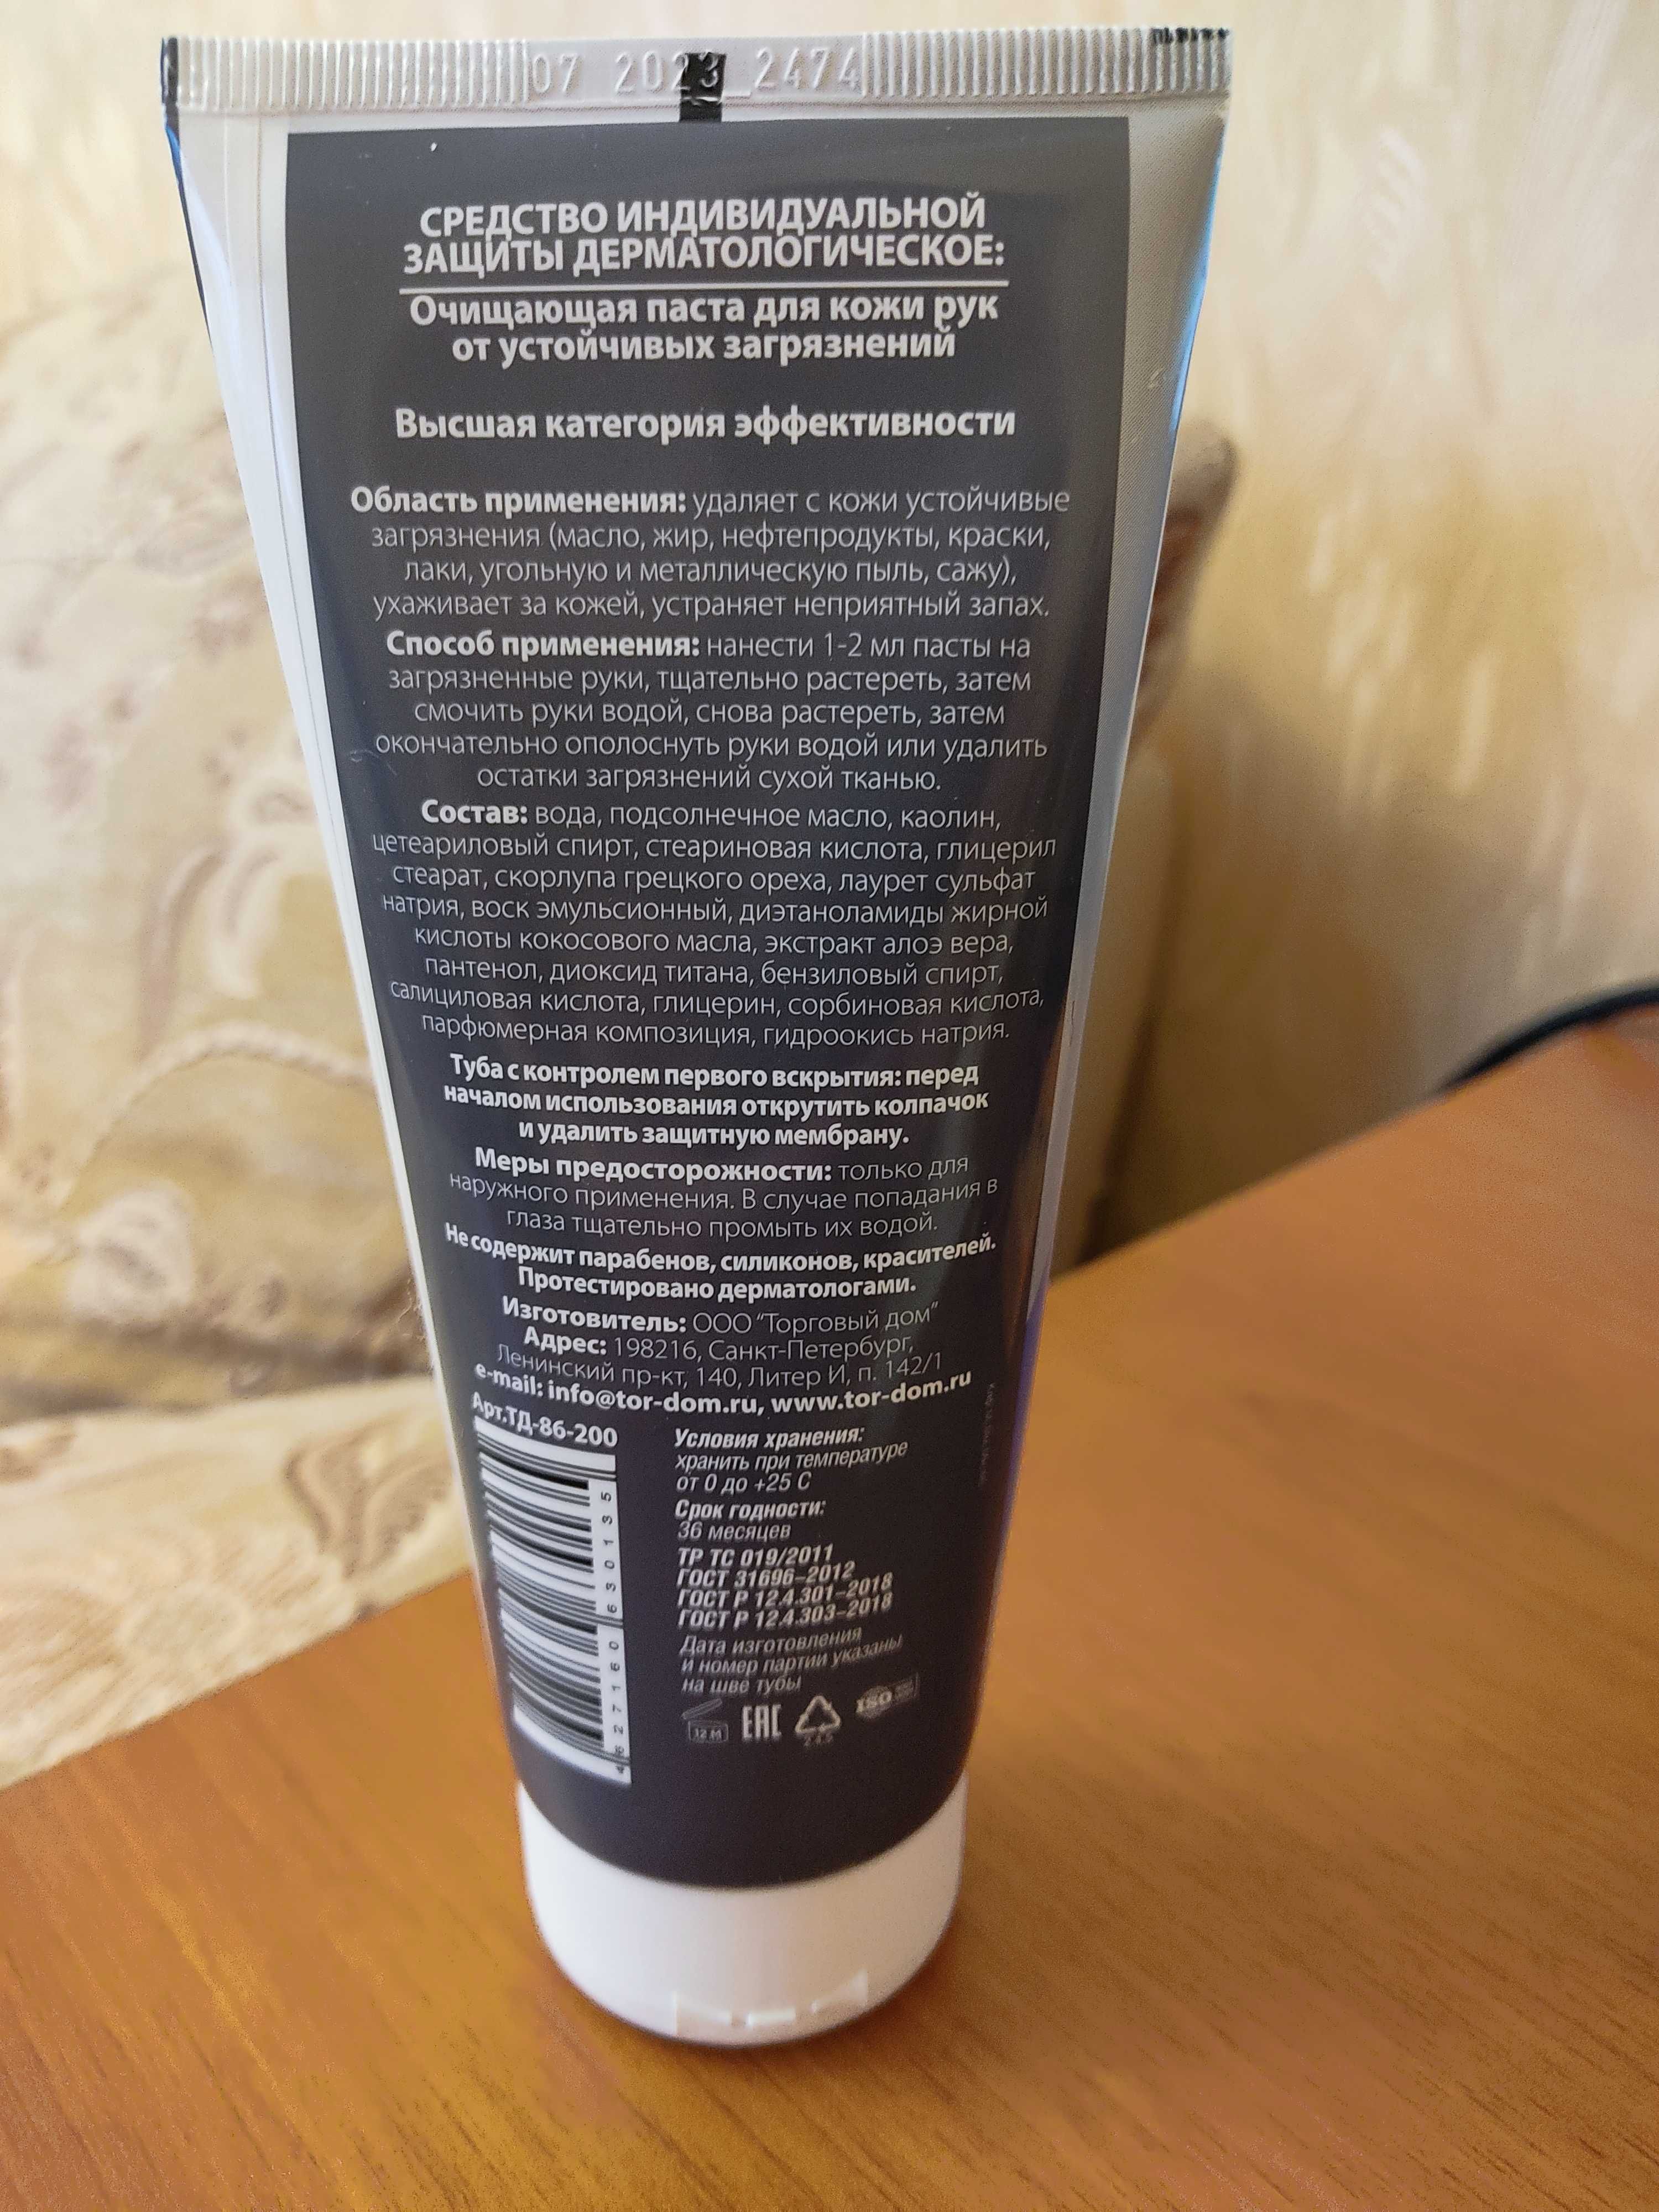 07 2023 2474
СРЕДСТВО ИНДИВИДУАЛЬНОЙ
ЗАЩИТЫ ДЕРМАТОЛОГИЧЕСКОЕ:
Очищающая паста для кожи рук
от устойчивых загрязнений
Высшая категория эффективности
Область применения: удаляет с кожи устойчивые
загрязнения (масло, жир, нефтепродукты, краски,
лаки, угольную и металлическую пыль, сажу),
ухаживает за кожей, устраняет неприятный запах.
Способ применения: нанести 1-2 мл пасты на
загрязненные руки, тщательно растереть, затем
смочить руки водой, снова растереть, затем
окончательно ополоснуть руки водой или удалить
остатки загрязнений сухой тканью.
Состав: вода, подсолнечное масло, каолин,
цетеариловый спирт, стеариновая кислота, глицерил
стеарат, скорлупа грецкого ореха, лаурет сульфат
натрия, воск эмульсионный, диэтаноламиды жирной
кислоты кокосового масла, экстракт алоэ вера,
пантенол, диоксид титана, бензиловый спирт,
салициловая кислота, глицерин, сорбиновая кислота,
парфюмерная композиция, гидроокись натрия.
Туба с контролем первого вскрытия: перед
началом использования открутить колпачок
и удалить защитную мембрану.
Меры предосторожности: только для
наружного применения. В случае попадания в
глаза тщательно промыть их водой.
Не содержит парабенов, силиконов, красителей.
Протестировано дерматологами.
Изготовитель: ООО "Торговый дом"
Адрес: 198216, Санкт-Петербург,
Ленинский пр-кт, 140, Литер И, п. 142/1
e-mail: info@tor-dom.ru, www.tor-dom.ru
Арт.ТД-86-200
4 627160 630135
Условия хранения:
хранить при температуре
от 0 до +25 С
Срок годности:
36 месяцев
ТР ТС 019/2011
ГОСТ 31696-2012
ГОСТ Р 12.4.301-2018
ГОСТ Р 12.4.303-2018
Дата изготовления
и номер партии указаны
на шве тубы
12 M EAC ISO